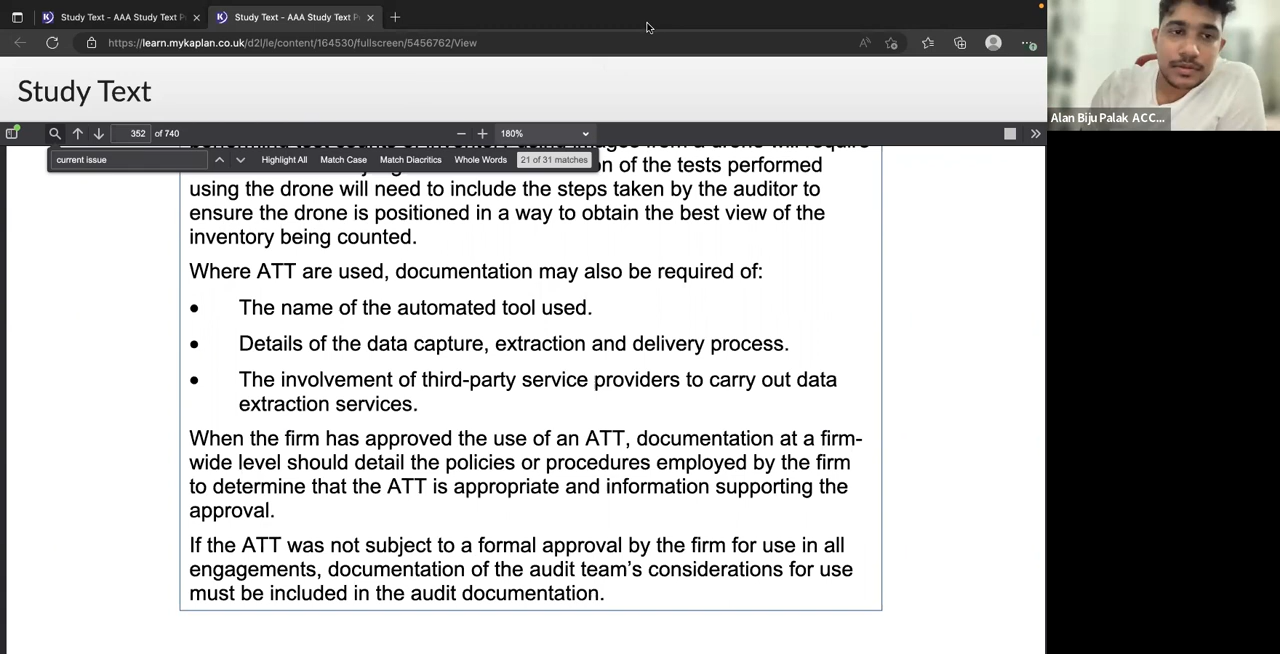 Study Text - AAA Study Text P
Study Text - AAA Study Text P
https://learn.mykaplan.co.uk/d2l/le/content/164530/fullscreen/5456762/View
Alan Biju Palak ACC...
Study Text
352 of 740
180%
current issue
Highlight All Match Case Match Diacritics Whole Words 21 of 31 matches
images from a drone will require
on of the tests performed
using the drone will need to include the steps taken by the auditor to
ensure the drone is positioned in a way to obtain the best view of the
inventory being counted.
Where ATT are used, documentation may also be required of:
• The name of the automated tool used.
• Details of the data capture, extraction and delivery process.
• The involvement of third-party service providers to carry out data
extraction services.
When the firm has approved the use of an ATT, documentation at a firm-
wide level should detail the policies or procedures employed by the firm
to determine that the ATT is appropriate and information supporting the
approval.
If the ATT was not subject to a formal approval by the firm for use in all
engagements, documentation of the audit team's considerations for use
must be included in the audit documentation.